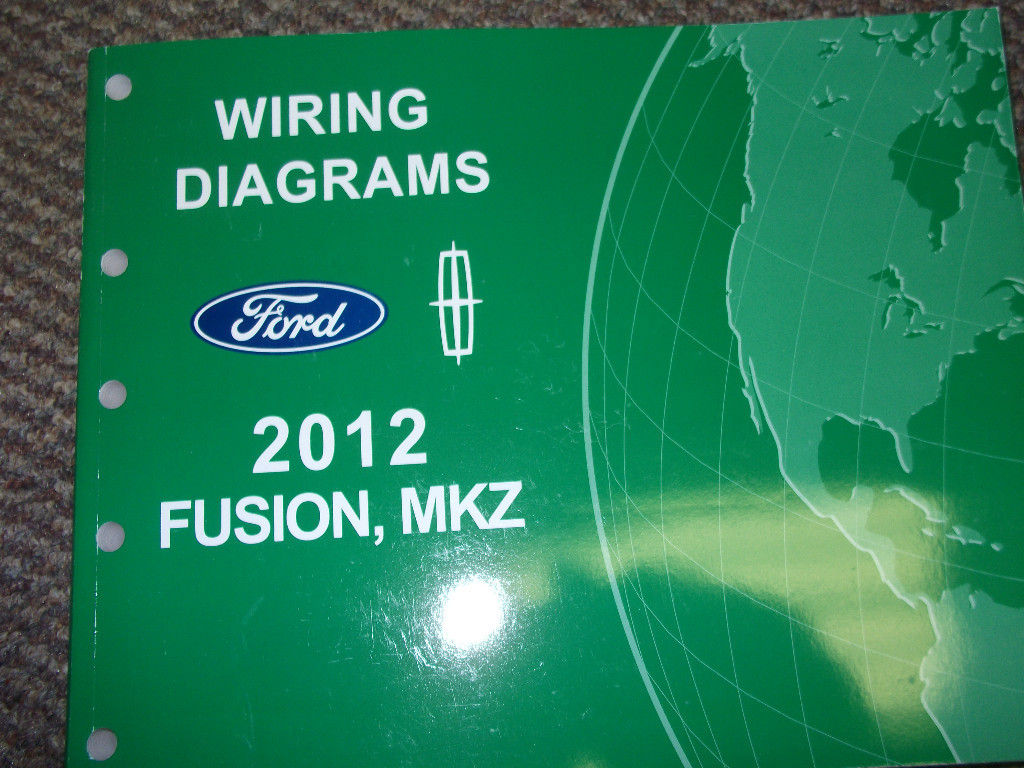 WIRING
DIAGRAMS
Ford
2012
FUSION, MKZ